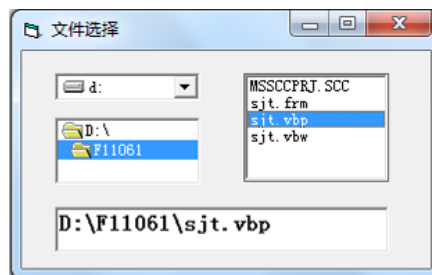 文件选择
d:
D:\
F11061
MSSCCPRJ.SCC
sjt.frm
sjt.vbp
sjt.vbw
D:\F11061\sjt.vbp